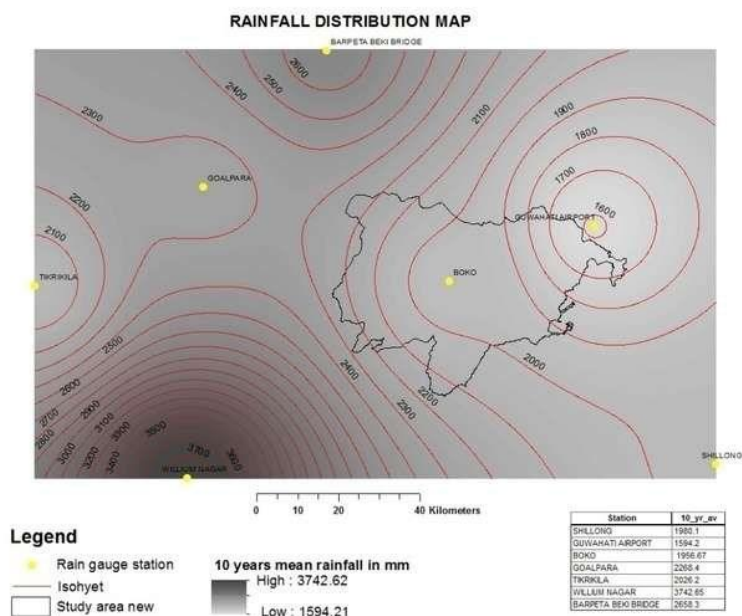 RAINFALL DISTRIBUTION MAP
BARPETA BEKI BRIDGE
2600
2500
2400
2300
2100
1900
1800
1700
1600
GOALPARA
2200
2100
GUWAHATI AIRPORT
TIKRIKILA
BOKO
2500
2400
2300
2200
2000
2600
2700
2800
2900
3000
3100
3200
3300
3400
3500
3700
3600
WILLIUM NAGAR
SHILLONG
0 10 20 40 Kilometers
Legend
Rain gauge station
Isohyet
Study area new
10 years mean rainfall in mm
High : 3742.62
Low : 1594.21
Station 10_yr_av
SHILLONG 1980.1
GUWAHATI AIRPORT 1594.2
BOKO 1956.67
GOALPARA 2268.4
TIKRIKILA 2026.2
WILLIUM NAGAR 3742.65
BARPETA BEKI BRIDGE 2658.3